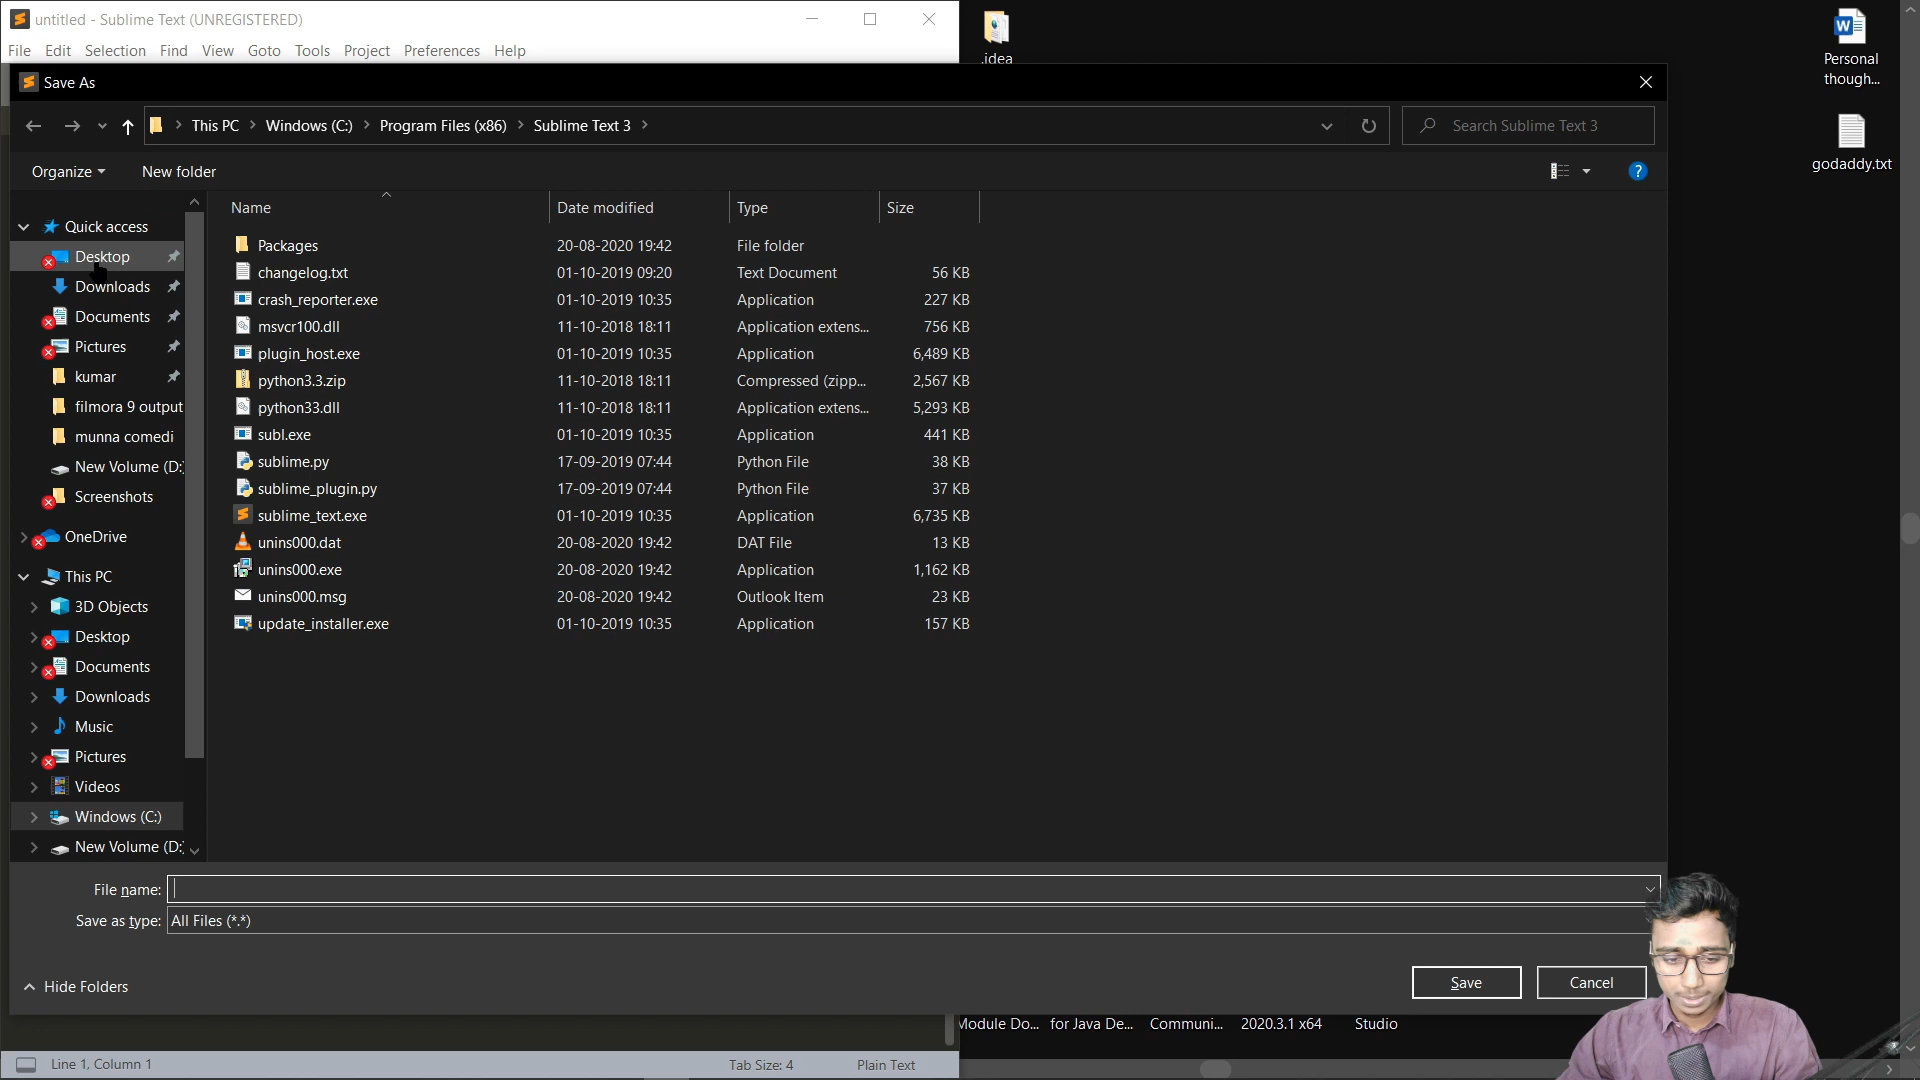 untitled - Sublime Text (UNREGISTERED)
File Edit Selection Find View Goto Tools Project Preferences Help
.idea
Personal
though...
godaddy.txt
Save As
This PC > Windows (C:) > Program Files (x86) > Sublime Text 3 >
Search Sublime Text 3
Organize New folder
?
Name Date modified Type Size
Quick access
Desktop
Downloads
Documents
Pictures
kumar
filmora 9 output
munna comedi
New Volume (D:
Screenshots
OneDrive
This PC
3D Objects
Desktop
Documents
Downloads
Music
Pictures
Videos
Windows (C:)
New Volume (D:
Packages 20-08-2020 19:42 File folder
changelog.txt 01-10-2019 09:20 Text Document 56 KB
crash_reporter.exe 01-10-2019 10:35 Application 227 KB
msvcr100.dll 11-10-2018 18:11 Application extens... 756 KB
plugin_host.exe 01-10-2019 10:35 Application 6,489 KB
python3.3.zip 11-10-2018 18:11 Compressed (zipp... 2,567 KB
python33.dll 11-10-2018 18:11 Application extens... 5,293 KB
subl.exe 01-10-2019 10:35 Application 441 KB
sublime.py 17-09-2019 07:44 Python File 38 KB
sublime_plugin.py 17-09-2019 07:44 Python File 37 KB
sublime_text.exe 01-10-2019 10:35 Application 6,735 KB
unins000.dat 20-08-2020 19:42 DAT File 13 KB
unins000.exe 20-08-2020 19:42 Application 1,162 KB
unins000.msg 20-08-2020 19:42 Outlook Item 23 KB
update_installer.exe 01-10-2019 10:35 Application 157 KB
File name:
Save as type: All Files (*.*)
Hide Folders
Save Cancel
Module Do... for Java De... Communi... 2020.3.1 x64 Studio
Line 1, Column 1 Tab Size: 4 Plain Text